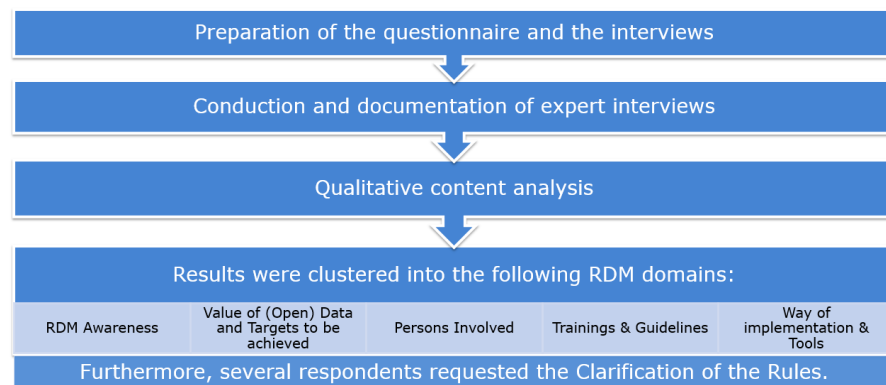 Preparation of the questionnaire and the interviews
Conduction and documentation of expert interviews
Qualitative content analysis
Results were clustered into the following RDM domains:
RDM Awareness
Value of (Open) Data
and Targets to be
achieved
Persons Involved
Trainings & Guidelines
Way of
implementation &
Tools
Furthermore, several respondents requested the Clarification of the Rules.